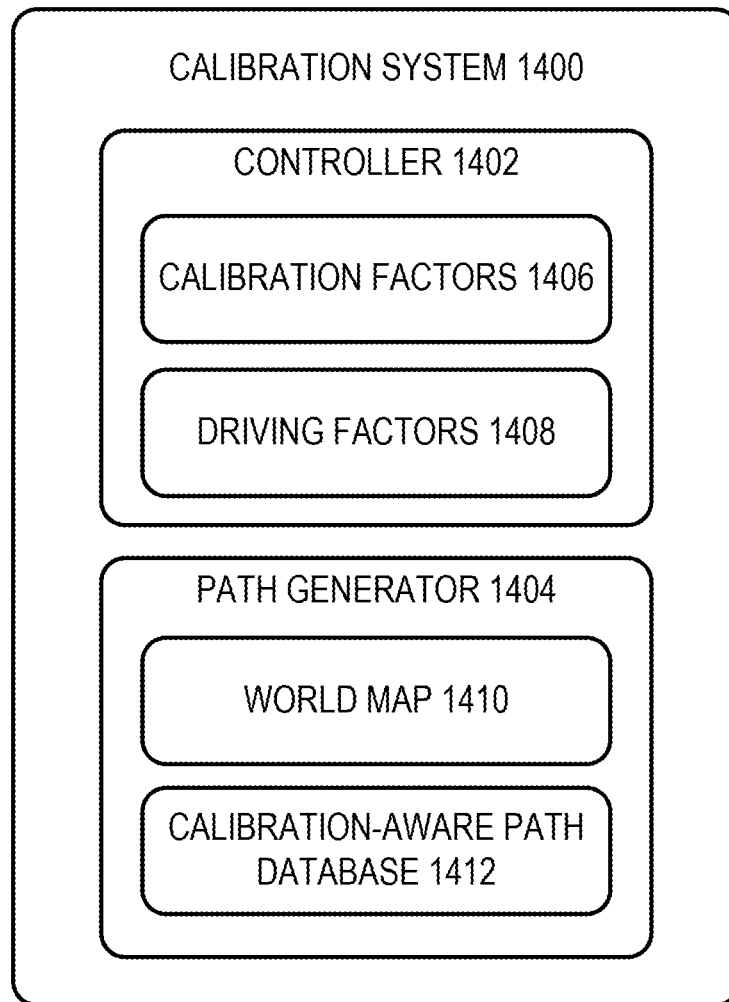 CALIBRATION SYSTEM 1400
CONTROLLER 1402
CALIBRATION FACTORS 1406
DRIVING FACTORS 1408
PATH GENERATOR 1404
WORLD MAP 1410
CALIBRATION-AWARE PATH
DATABASE 1412